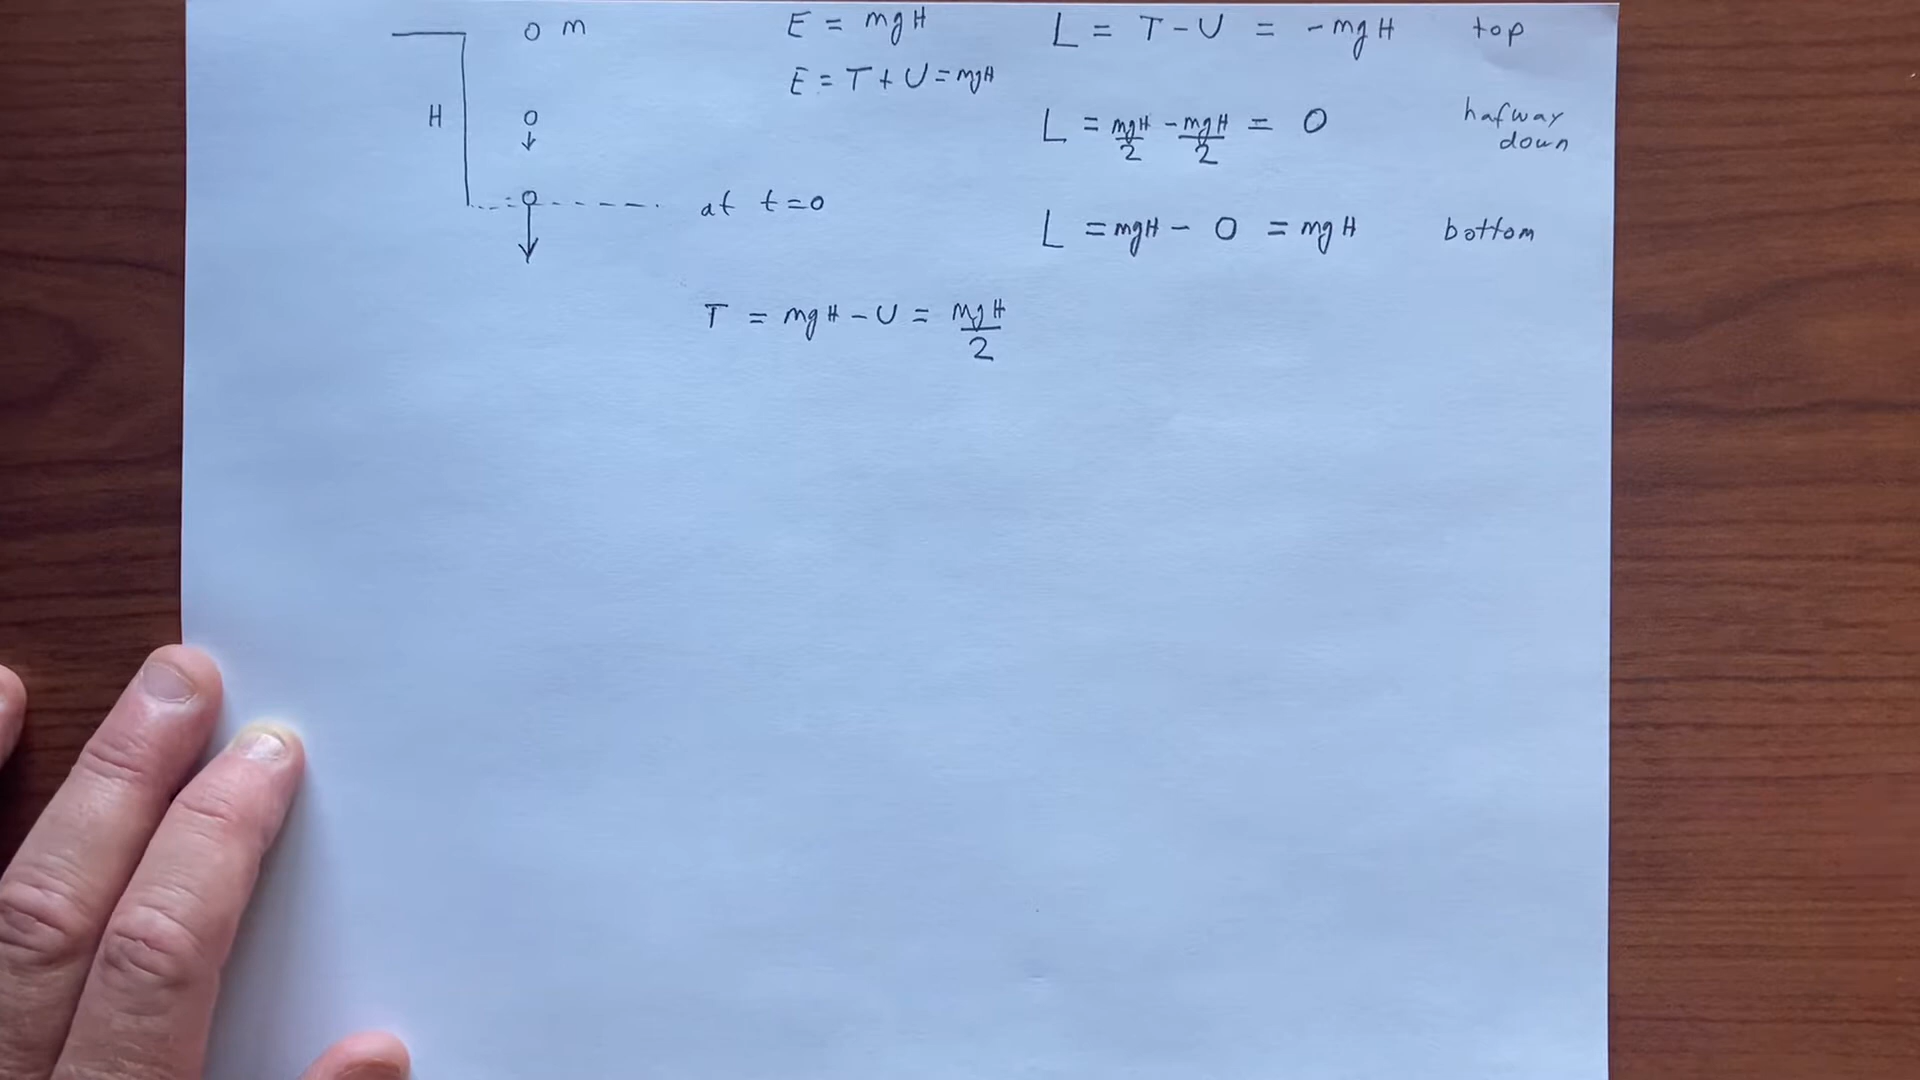 m
H
E = mgH
E = T + U = mgH
at t=0
T = mgH - U = mgH/2
L = T - U = - mgH top
L = mgH/2 - mgH/2 = 0 hafway down
L = mgH - 0 = mgH bottom